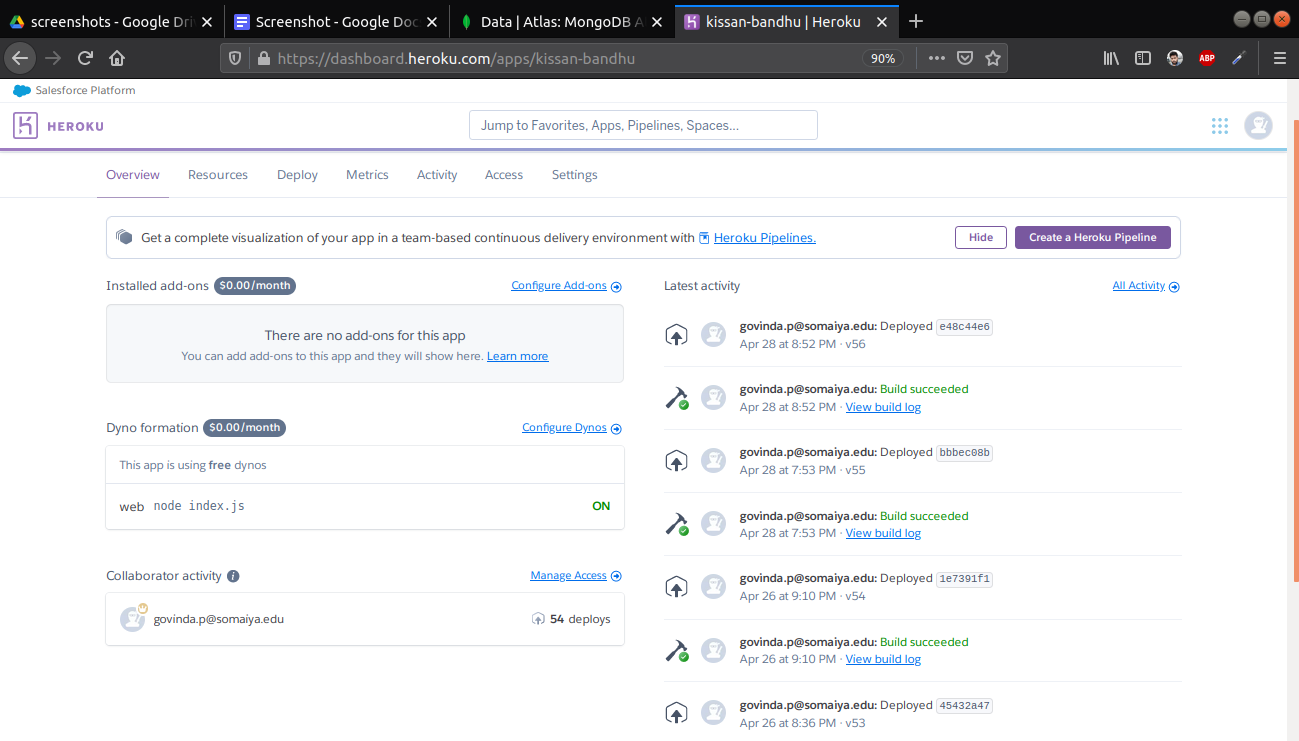 screenshots - Google Dri
Screenshot - Google Doc
Data | Atlas: MongoDB A
kissan-bandhu | Heroku
https://dashboard.heroku.com/apps/kissan-bandhu
90%
ABP
Salesforce Platform
HEROKU
Jump to Favorites, Apps, Pipelines, Spaces...
Overview Resources Deploy Metrics Activity Access Settings
Get a complete visualization of your app in a team-based continuous delivery environment with Heroku Pipelines.
Hide
Create a Heroku Pipeline
Installed add-ons $0.00/month
Configure Add-ons
There are no add-ons for this app
You can add add-ons to this app and they will show here. Learn more
Dyno formation $0.00/month
Configure Dynos
This app is using free dynos
web node index.js
ON
Collaborator activity
Manage Access
govinda.p@somaiya.edu
54 deploys
Latest activity
All Activity
govinda.p@somaiya.edu: Deployed e48c44e6
Apr 28 at 8:52 PM · v56
govinda.p@somaiya.edu: Build succeeded
Apr 28 at 8:52 PM · View build log
govinda.p@somaiya.edu: Deployed bbbec08b
Apr 28 at 7:53 PM · v55
govinda.p@somaiya.edu: Build succeeded
Apr 28 at 7:53 PM · View build log
govinda.p@somaiya.edu: Deployed 1e7391f1
Apr 26 at 9:10 PM · v54
govinda.p@somaiya.edu: Build succeeded
Apr 26 at 9:10 PM · View build log
govinda.p@somaiya.edu: Deployed 45432a47
Apr 26 at 8:36 PM · v53